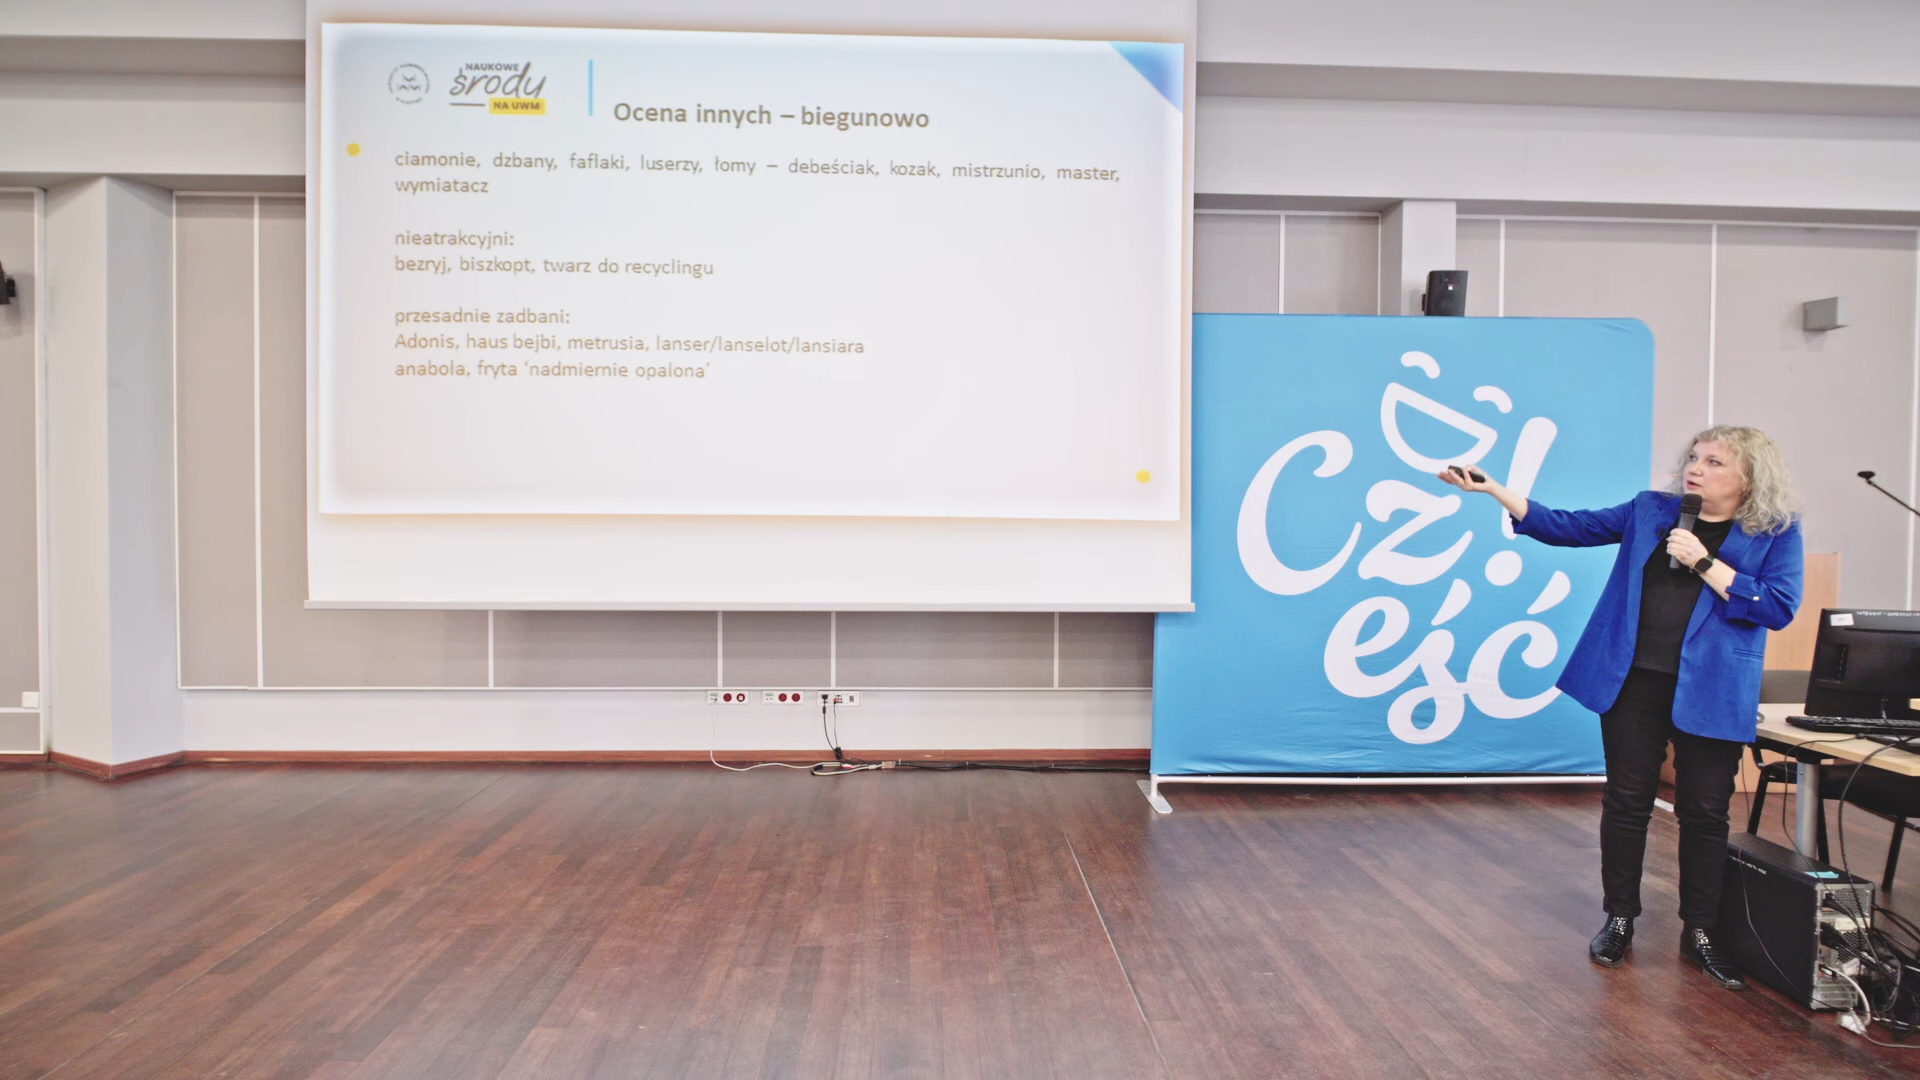 NAUKOWE
środy
NA UWM
Ocena innych – biegunowo
ciamonie, dzbany, faflaki, luserzy, łomy – debeściak, kozak, mistrzunio, master,
wymiatacz
nieatrakcyjni:
bezryj, biszkopt, twarz do recyclingu
przesadnie zadbani:
Adonis, haus bejbi, metrusia, lanser/lanselot/lansiara
anabola, fryta ‘nadmiernie opalona’
Cz!
eść